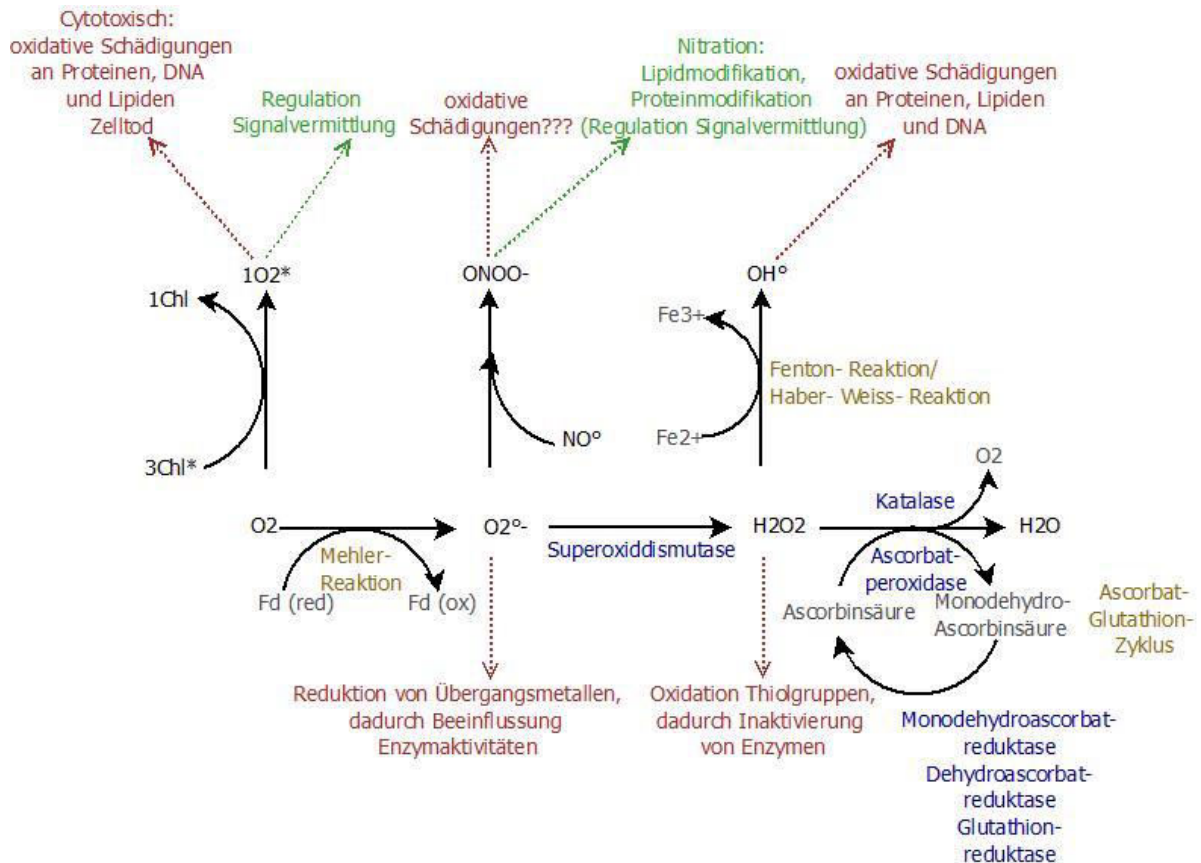 Cytotoxisch:
oxidative Schädigungen
an Proteinen, DNA
und Lipiden
Zelltod
Regulation
Signalvermittlung
oxidative
Schädigungen???
Nitration:
Lipidmodifikation,
Proteinmodifikation
(Regulation Signalvermittlung)
oxidative Schädigungen
an Proteinen, Lipiden
und DNA
1O2*
ONOO-
OH°
1Chl
Fe3+
Fenton- Reaktion/
Haber- Weiss- Reaktion
NO°
Fe2+
3Chl*
O2
O2
Mehler-
Reaktion
Fd (red)
Fd (ox)
O2°-
Superoxiddismutase
H2O2
Katalase
Ascorbat-
peroxidase
H2O
Ascorbinsäure
Monodehydro-
Ascorbinsäure
Ascorbat-
Glutathion-
Zyklus
Reduktion von Übergangsmetallen,
dadurch Beeinflussung
Enzymaktivitäten
Oxidation Thiolgruppen,
dadurch Inaktivierung
von Enzymen
Monodehydroascorbat-
reduktase
Dehydroascorbat-
reduktase
Glutathion-
reduktase